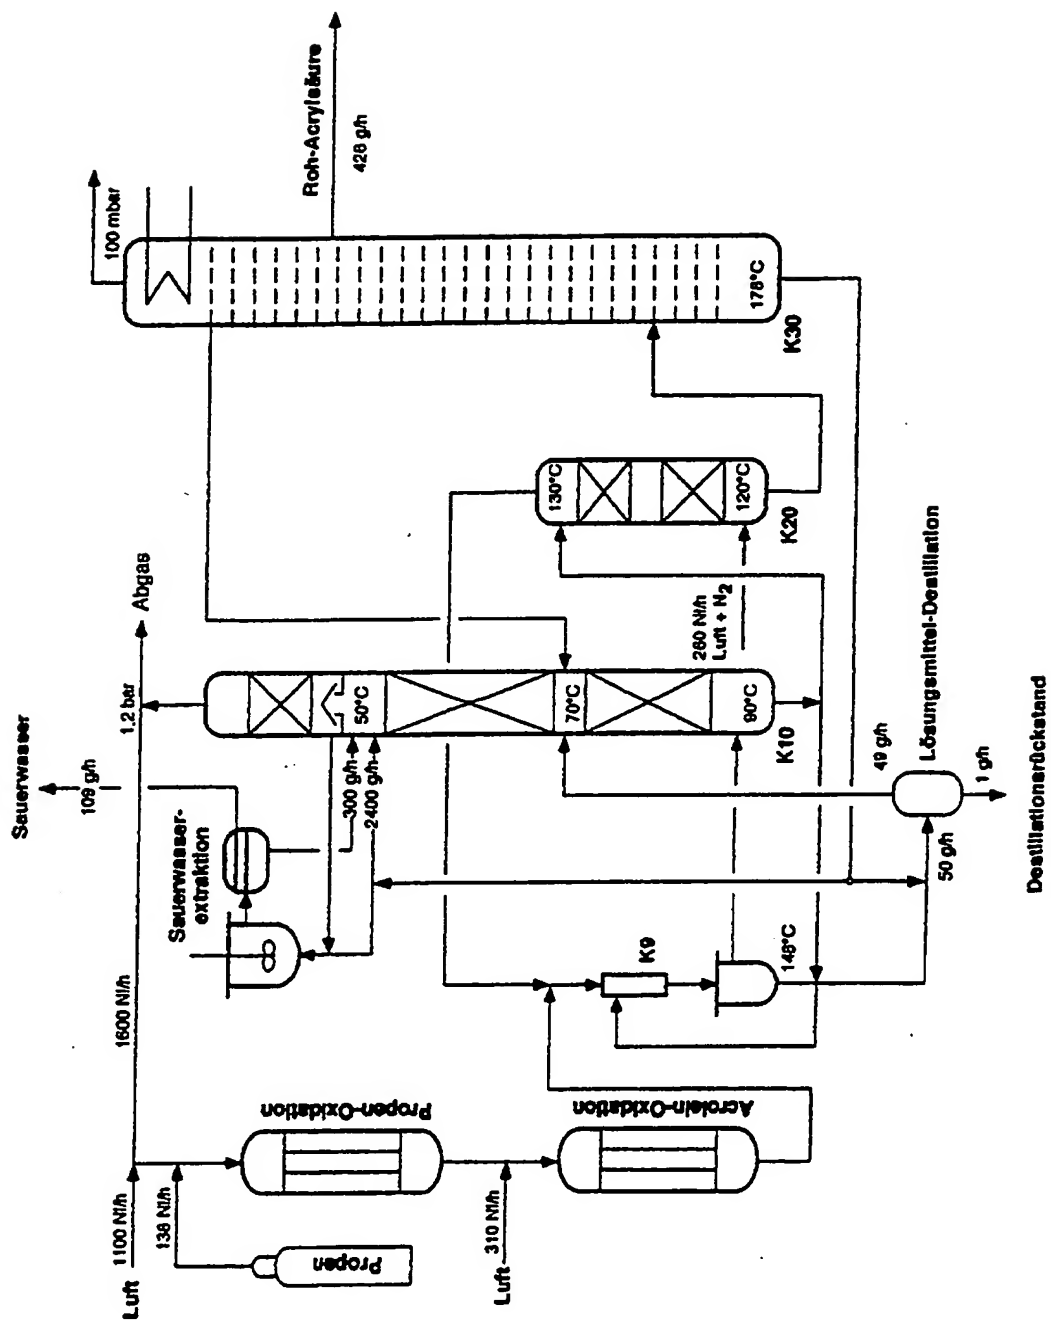 Sauerwasser
109 g/h
1,2 bar
Abgas
100 mbar
Roh-Acrylsäure
428 g/h
1600 Nl/h
Sauerwasser-
extraktion
300 g/h
2400 g/h
50°C
70°C
90°C
K10
130°C
120°C
K20
260 Nl/h
Luft + N2
178°C
K30
1100 Nl/h
Luft
138 Nl/h
Propen
Propen-Oxidation
310 Nl/h
Luft
Acrolein-Oxidation
K9
148°C
50 g/h
49 g/h
Lösungsmittel-Destillation
1 g/h
Destillationsrückstand